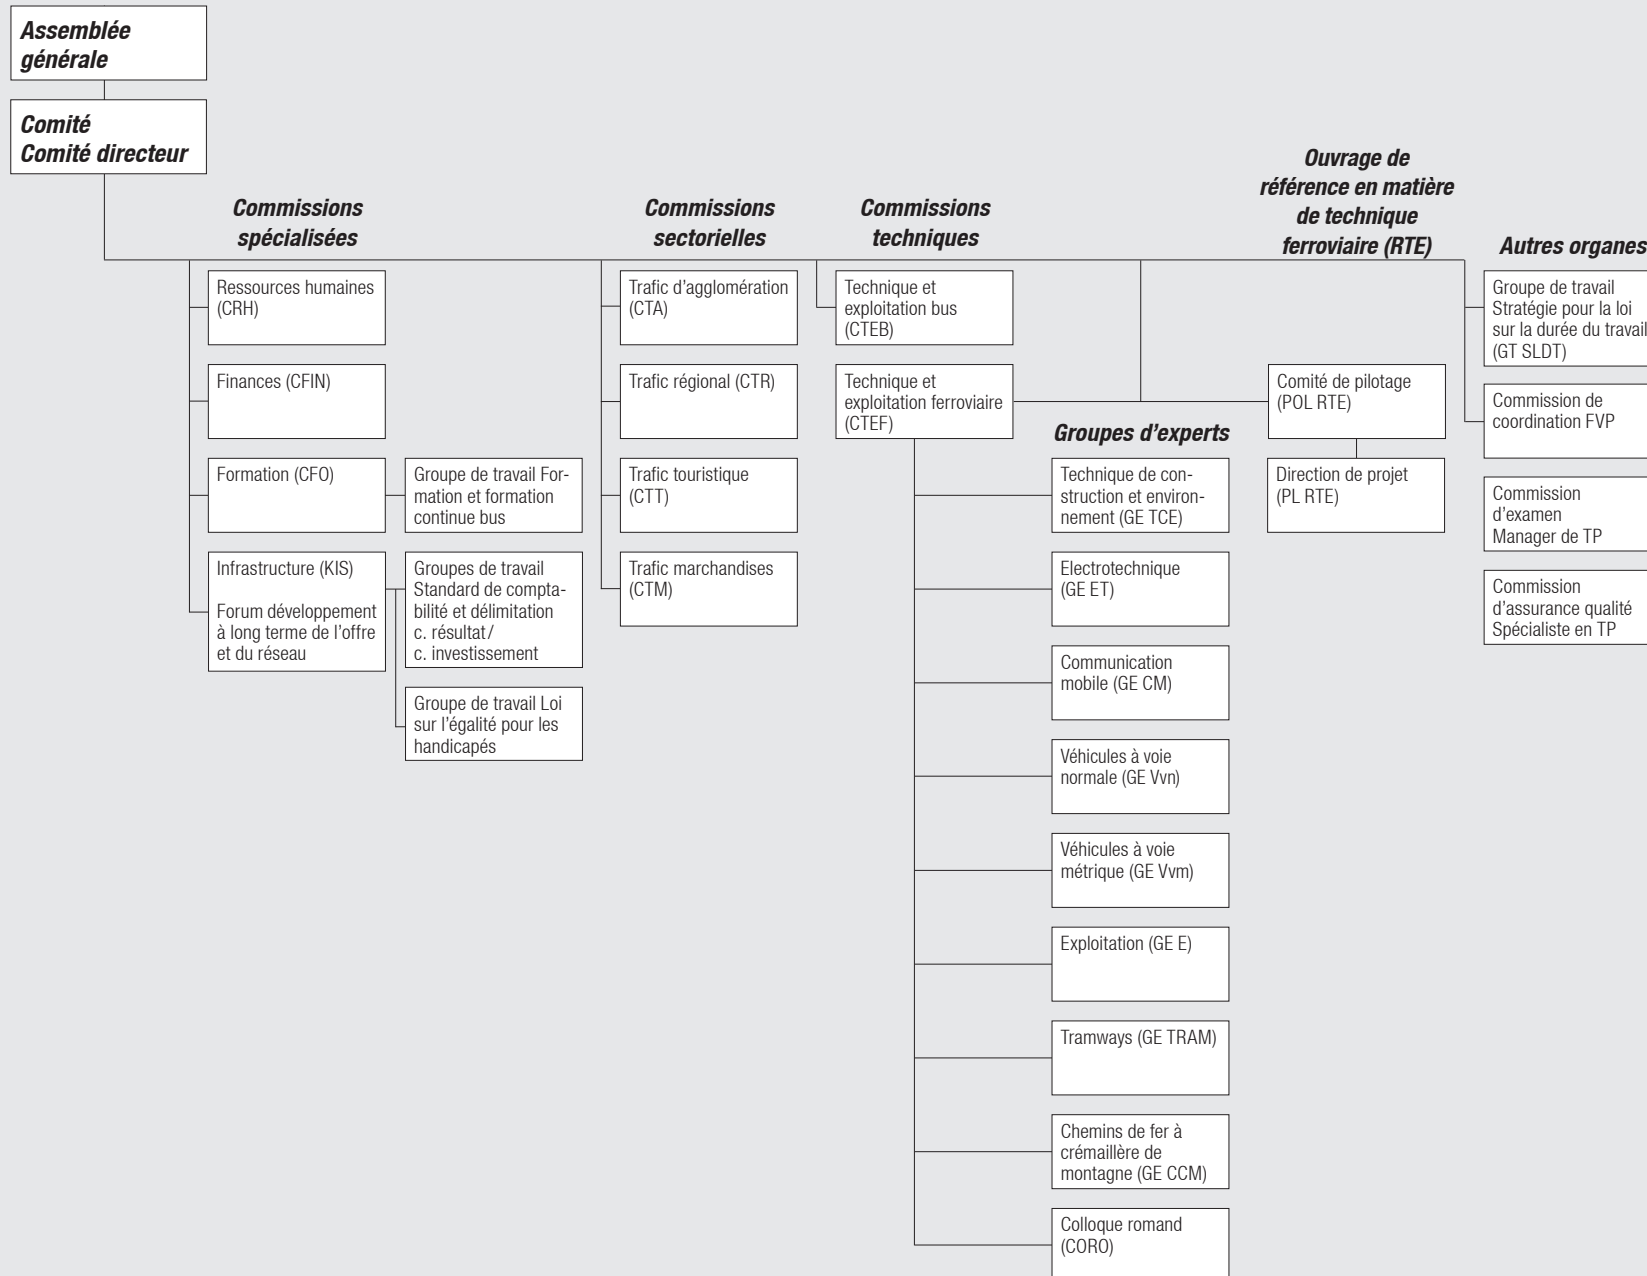 Assemblée
générale
Comité
Comité directeur
Commissions
spécialisées
Ressources humaines
(CRH)
Finances (CFIN)
Formation (CFO)
Groupe de travail For-
mation et formation
continue bus
Infrastructure (KIS)
Forum développement
à long terme de l'offre
et du réseau
Groupes de travail
Standard de compta-
bilité et délimitation
c. résultat/
c. investissement
Groupe de travail Loi
sur l'égalité pour les
handicapés
Commissions
sectorielles
Trafic d'agglomération
(CTA)
Trafic régional (CTR)
Trafic touristique
(CTT)
Trafic marchandises
(CTM)
Commissions
techniques
Technique et
exploitation bus
(CTEB)
Technique et
exploitation ferroviaire
(CTEF)
Groupes d'experts
Technique de con-
struction et environ-
nement (GE TCE)
Electrotechnique
(GE ET)
Communication
mobile (GE CM)
Véhicules à voie
normale (GE Vvn)
Véhicules à voie
métrique (GE Vvm)
Exploitation (GE E)
Tramways (GE TRAM)
Chemins de fer à
crémaillère de
montagne (GE CCM)
Colloque romand
(CORO)
Ouvrage de
référence en matière
de technique
ferroviaire (RTE)
Comité de pilotage
(POL RTE)
Direction de projet
(PL RTE)
Autres organes
Groupe de travail
Stratégie pour la loi
sur la durée du travail
(GT SLDT)
Commission de
coordination FVP
Commission
d'examen
Manager de TP
Commission
d'assurance qualité
Spécialiste en TP